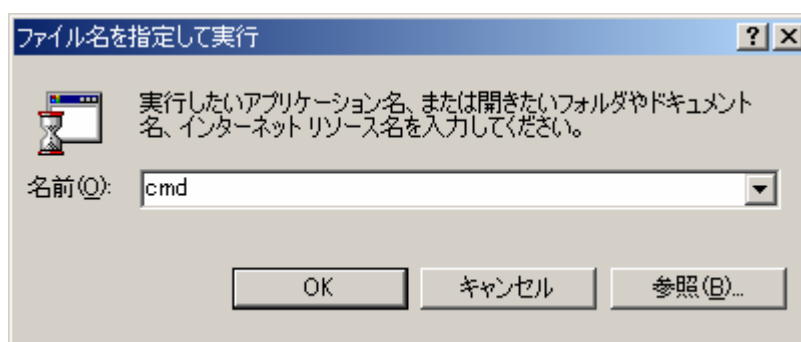 ファイル名を指定して実行
実行したいアプリケーション名、または開きたいフォルダやドキュメント
名、インターネット リソース名を入力してください。
名前(O): cmd
OK キャンセル 参照(B)...